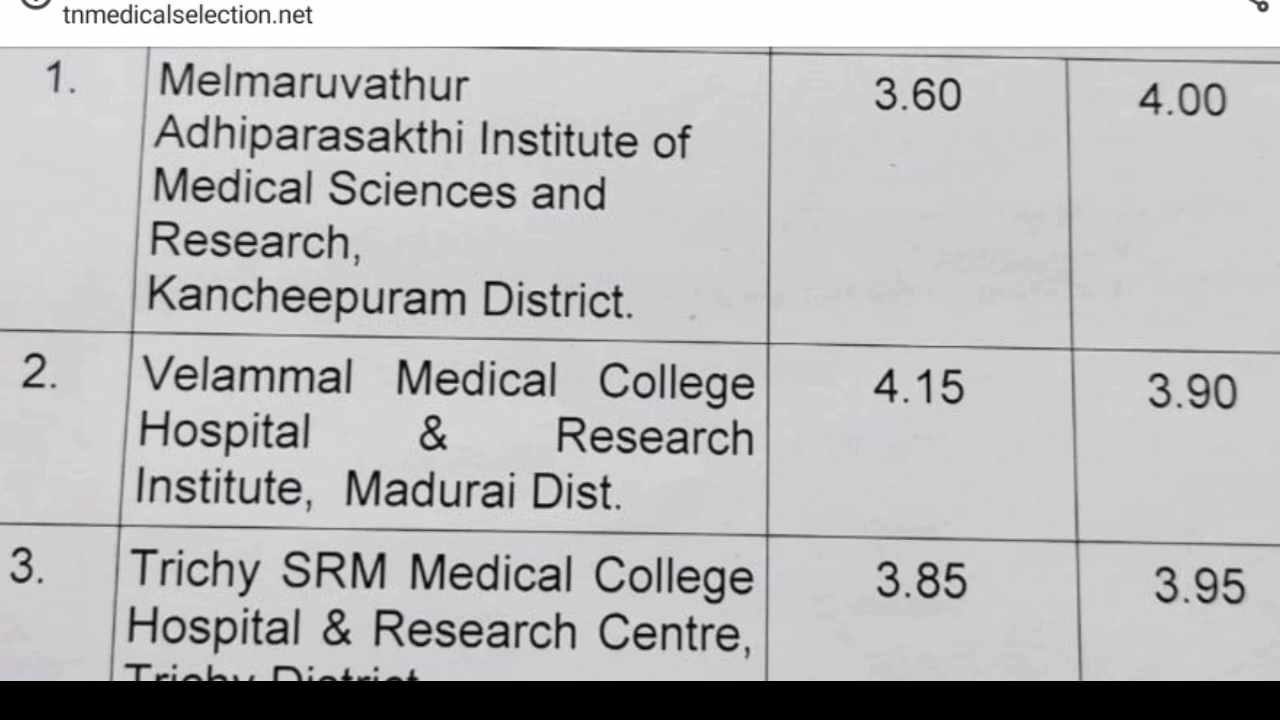 tnmedicalselection.net
1. Melmaruvathur 3.60 4.00
Adhiparasakthi Institute of
Medical Sciences and
Research,
Kancheepuram District.
2. Velammal Medical College 4.15 3.90
Hospital & Research
Institute, Madurai Dist.
3. Trichy SRM Medical College 3.85 3.95
Hospital & Research Centre,
Trichy District